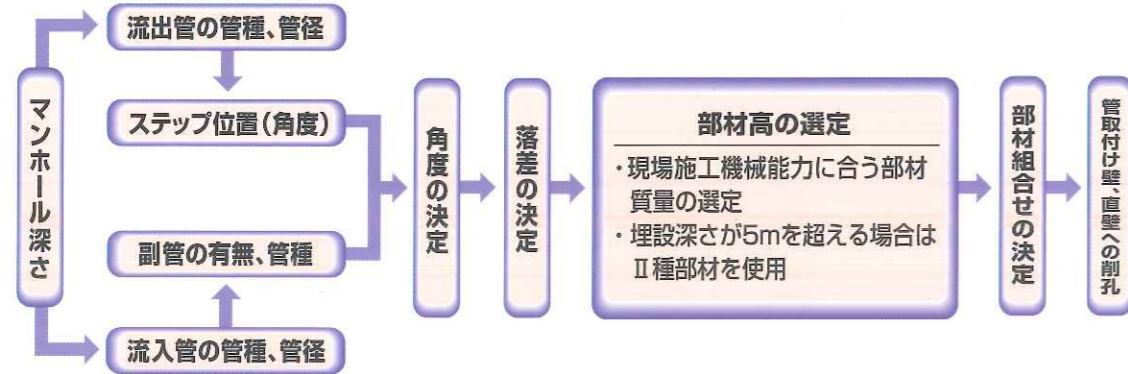 マンホール深さ
流出管の管種、管径
ステップ位置(角度)
副管の有無、管種
流入管の管種、管径
角度の決定
落差の決定
部材高の選定
・現場施工機械能力に合う部材
質量の選定
・埋設深さが5mを超える場合は
Ⅱ種部材を使用
部材組合せの決定
管取付け壁、直壁への削孔